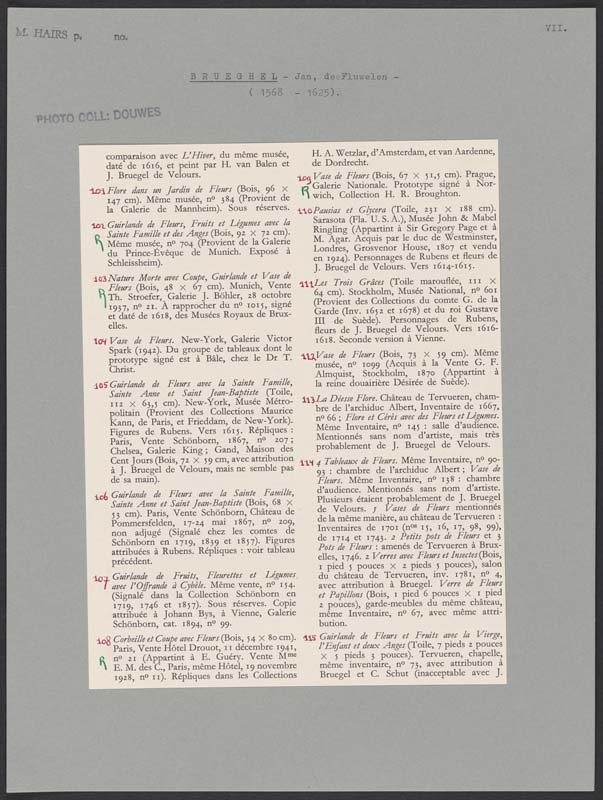 M. HAIRS p. no.
VII.
BRUEGHEL - Jan, de Fluwelen -
( 1568 - 1625).
PHOTO COLL: DOUWES
comparaison avec L'Hiver, du même musée,
daté de 1616, et peint par H. van Balen et
J. Bruegel de Velours.
101 Flore dans un Jardin de Fleurs (Bois, 96 ×
147 cm). Même musée, nº 384 (Provient de
la Galerie de Mannheim). Sous réserves.
102 Guirlande de Fleurs, Fruits et Légumes avec la
Sainte Famille et des Anges (Bois, 92 × 72 cm).
R Même musée, nº 704 (Provient de la Galerie
du Prince-Évêque de Munich. Exposé à
Schleissheim).
103 Nature Morte avec Coupe, Guirlande et Vase de
Fleurs (Bois, 48 × 67 cm). Munich, Vente
R Th. Stroefer, Galerie J. Böhler, 28 octobre
1937, nº 21. À rapprocher du nº 1015, signé
et daté de 1618, des Musées Royaux de Brux-
elles.
104 Vase de Fleurs. New-York, Galerie Victor
Spark (1942). Du groupe de tableaux dont le
prototype signé est à Bâle, chez le Dr T.
Christ.
105 Guirlande de Fleurs avec la Sainte Famille,
Sainte Anne et Saint Jean-Baptiste (Toile,
112 × 63,5 cm). New-York, Musée Métro-
politain (Provient des Collections Maurice
Kann, de Paris, et Frieddam, de New-York).
Figures de Rubens. Vers 1615. Répliques :
Paris, Vente Schönborn, 1867, nº 207 ;
Chelsea, Galerie King ; Gand, Maison des
Cent Jours (Bois, 72 × 59 cm, avec attribution
à J. Bruegel de Velours, mais ne semble pas
de sa main).
106 Guirlande de Fleurs avec la Sainte Famille,
Sainte Anne et Saint Jean-Baptiste (Bois, 68 ×
53 cm). Paris, Vente Schönborn, Château de
Pommersfelden, 17-24 mai 1867, nº 209,
non adjugé (Signalé chez les comtes de
Schönborn en 1719, 1839 et 1857). Figures
attribuées à Rubens. Répliques : voir tableau
précédent.
107 Guirlande de Fruits, Fleurettes et Légumes
avec l'Offrande à Cybèle. Même vente, nº 154.
(Signalé dans la Collection Schönborn en
1719, 1746 et 1857). Sous réserves. Copie
attribuée à Johann Bys, à Vienne, Galerie
Schönborn, cat. 1894, nº 99.
108 Corbeille et Coupe avec Fleurs (Bois, 54 × 80 cm).
Paris, Vente Hôtel Drouot, 11 décembre 1941,
R nº 21 (Appartint à E. Guéry. Vente Mme
E. M. des C., Paris, même Hôtel, 19 novembre
1928, nº 11). Répliques dans les Collections
H. A. Wetzlar, d'Amsterdam, et van Aardenne,
de Dordrecht.
109 Vase de Fleurs (Bois, 67 × 51,5 cm). Prague,
R Galerie Nationale. Prototype signé à Nor-
wich, Collection H. R. Broughton.
110 Pausias et Glycera (Toile, 231 × 188 cm).
Sarasota (Fla. U. S. A.), Musée John & Mabel
Ringling (Appartint à Sir Gregory Page et à
M. Agar. Acquis par le duc de Westminster,
Londres, Grosvenor House, 1807 et vendu
en 1924). Personnages de Rubens et fleurs de
J. Bruegel de Velours. Vers 1614-1615.
111 Les Trois Grâces (Toile marouflée, 111 ×
64 cm). Stockholm, Musée National, nº 601
(Provient des Collections du comte G. de la
Garde (Inv. 1652 et 1678) et du roi Gustave
III de Suède). Personnages de Rubens,
fleurs de J. Bruegel de Velours. Vers 1616-
1618. Seconde version à Vienne.
112 Vase de Fleurs (Bois, 73 × 59 cm). Même
musée, nº 1099 (Acquis à la Vente G. F.
Almquist, Stockholm, 1870 (Appartint à
la reine douairière Désirée de Suède).
113 La Déesse Flore. Château de Tervueren, cham-
bre de l'archiduc Albert, Inventaire de 1667,
nº 66 ; Flore et Cérès avec des Fleurs et Légumes.
Même Inventaire, nº 145 : salle d'audience.
Mentionnés sans nom d'artiste, mais très
probablement de J. Bruegel de Velours.
114 4 Tableaux de Fleurs. Même Inventaire, nº 90-
93 : chambre de l'archiduc Albert ; Vase de
Fleurs. Même Inventaire, nº 138 : chambre
d'audience. Mentionnés sans nom d'artiste.
Plusieurs étaient probablement de J. Bruegel
de Velours. 5 Vases de Fleurs mentionnés
de la même manière, au château de Tervueren :
Inventaires de 1701 (nos 15, 16, 17, 98, 99),
de 1714 et 1743. 2 Petits pots de Fleurs et 3
Pots de Fleurs : amenés de Tervueren à Brux-
elles, 1746. 2 Verres avec Fleurs et Insectes (Bois,
1 pied 5 pouces × 2 pieds 5 pouces), salon
du château de Tervueren, inv. 1781, nº 4,
avec attribution à Bruegel. Verre de Fleurs
et Papillons (Bois, 1 pied 6 pouces × 1 pied
2 pouces), garde-meubles du même château,
même Inventaire, nº 67, avec même attri-
bution.
115 Guirlande de Fleurs et Fruits avec la Vierge,
l'Enfant et deux Anges (Toile, 7 pieds 2 pouces
× 5 pieds 3 pouces). Tervueren, chapelle,
même inventaire, nº 73, avec attribution à
Bruegel et C. Schut (inacceptable avec J.